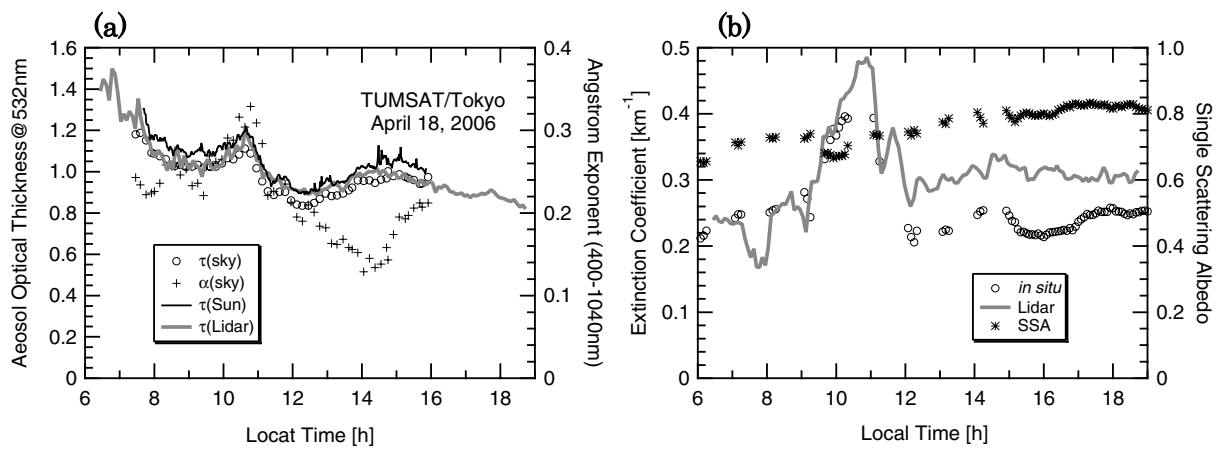 (a)
Aeosol Optical Thickness@532nm
1.6
1.4
1.2
1.0
0.8
0.6
0.4
0.2
0
TUMSAT/Tokyo
April 18, 2006
τ(sky)
α(sky)
τ(Sun)
τ(Lidar)
0.4
0.3
0.2
0.1
0
Angstrom Exponent (400-1040nm)
6 8 10 12 14 16 18
Locat Time [h]
(b)
Extinction Coefficient [km-1]
0.5
0.4
0.3
0.2
0.1
0
in situ
Lidar
SSA
1.0
0.8
0.6
0.4
0.2
0
Single Scattering Albedo
6 8 10 12 14 16 18
Local Time [h]